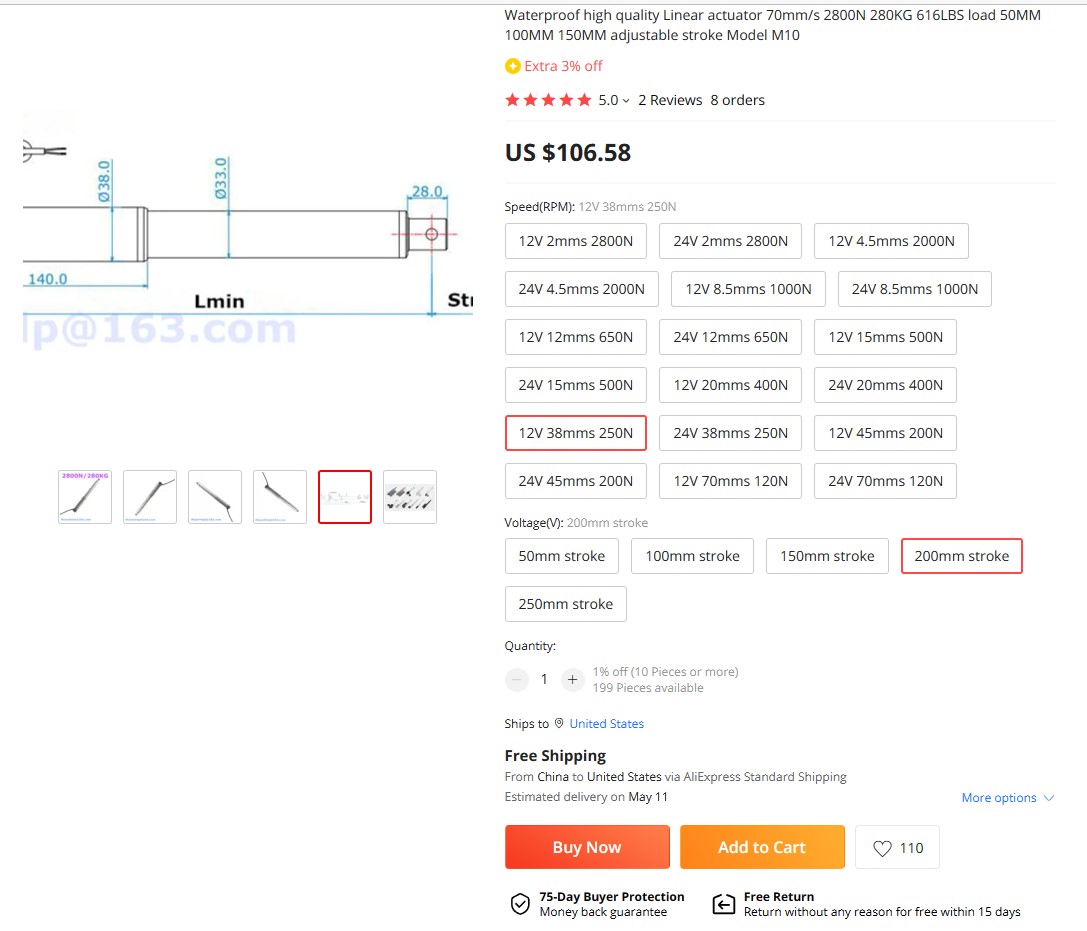 Waterproof high quality Linear actuator 70mm/s 2800N 280KG 616LBS load 50MM
100MM 150MM adjustable stroke Model M10
Extra 3% off
5.0 2 Reviews 8 orders
US $106.58
Speed(RPM): 12V 38mms 250N
12V 2mms 2800N 24V 2mms 2800N 12V 4.5mms 2000N
24V 4.5mms 2000N 12V 8.5mms 1000N 24V 8.5mms 1000N
12V 12mms 650N 24V 12mms 650N 12V 15mms 500N
24V 15mms 500N 12V 20mms 400N 24V 20mms 400N
12V 38mms 250N 24V 38mms 250N 12V 45mms 200N
24V 45mms 200N 12V 70mms 120N 24V 70mms 120N
Voltage(V): 200mm stroke
50mm stroke 100mm stroke 150mm stroke 200mm stroke
250mm stroke
Quantity:
1
1% off (10 Pieces or more)
199 Pieces available
Ships to United States
Free Shipping
From China to United States via AliExpress Standard Shipping
Estimated delivery on May 11
More options
Buy Now Add to Cart 110
75-Day Buyer Protection
Money back guarantee
Free Return
Return without any reason for free within 15 days
Ø38.0
Ø33.0
28.0
140.0
Lmin
lp@163.com
2800N/280KG